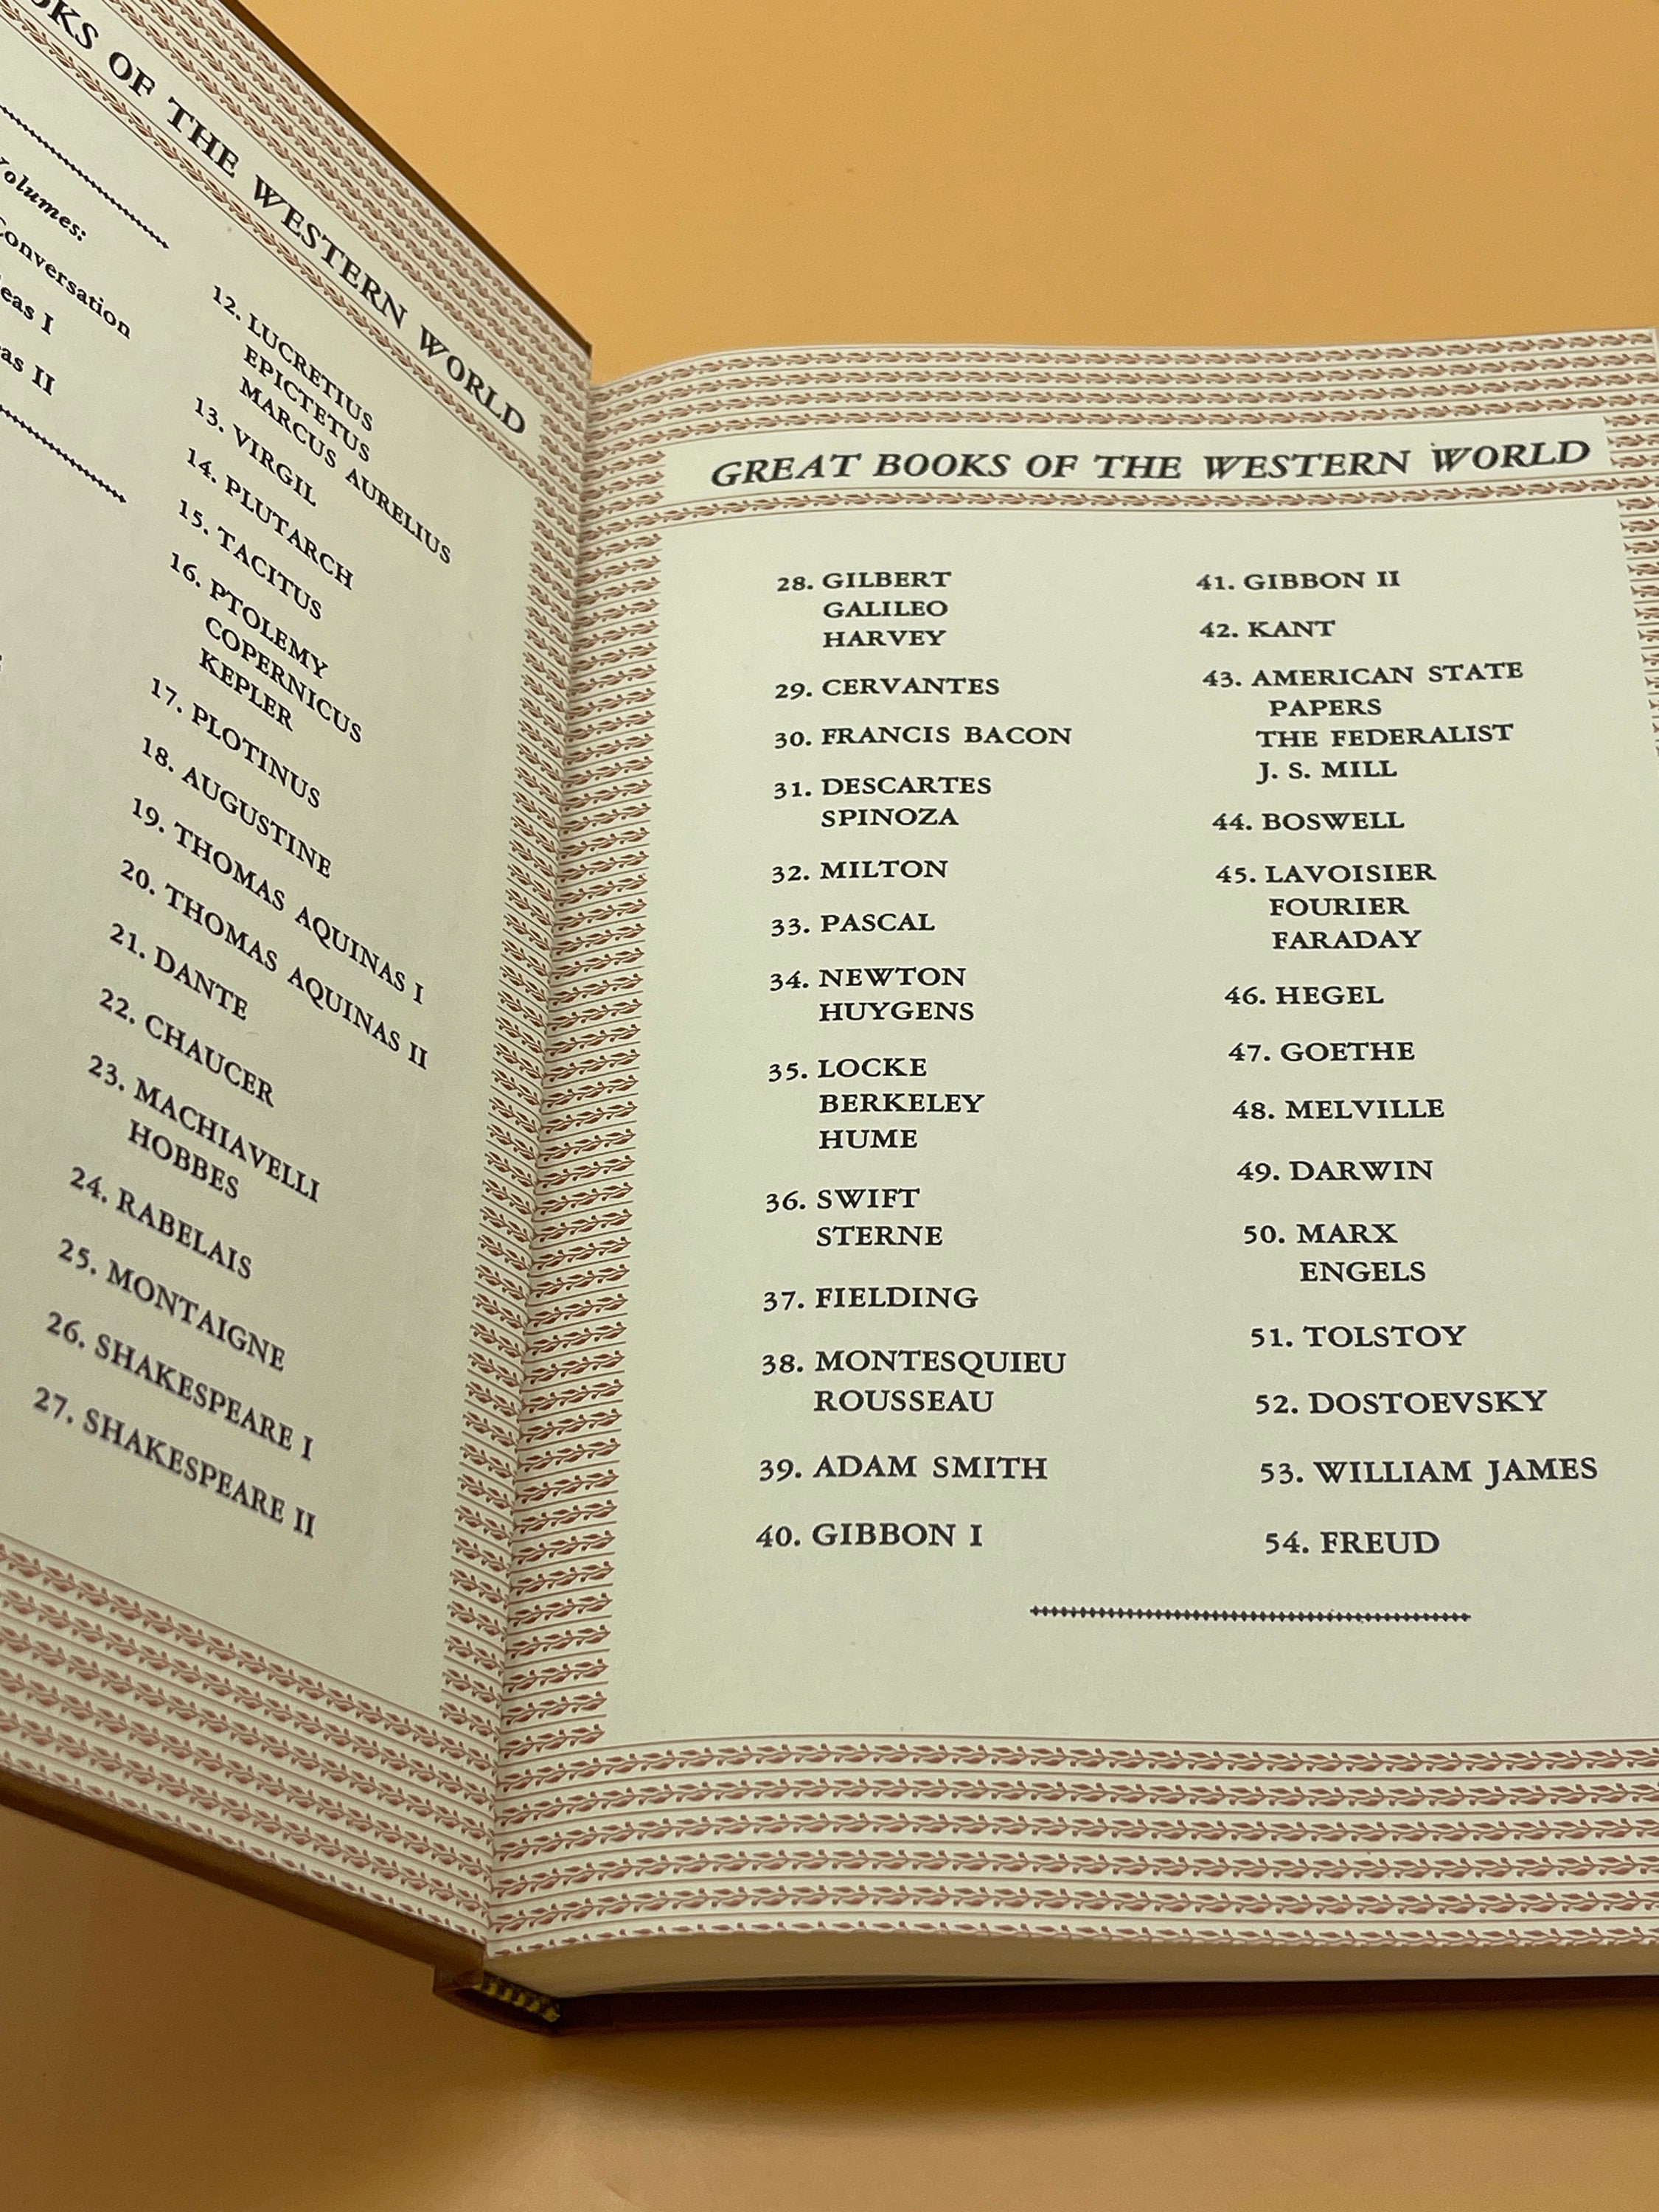 OF THE WESTERN WORLD
Volumes:
Conversation
I
II
12. LUCRETIUS
EPICTETUS
MARCUS AURELIUS
13. VIRGIL
14. PLUTARCH
15. TACITUS
16. PTOLEMY
COPERNICUS
KEPLER
17. PLOTINUS
18. AUGUSTINE
19. THOMAS AQUINAS I
20. THOMAS AQUINAS II
21. DANTE
22. CHAUCER
23. MACHIAVELLI
HOBBES
24. RABELAIS
25. MONTAIGNE
26. SHAKESPEARE I
27. SHAKESPEARE II
GREAT BOOKS OF THE WESTERN WORLD
28. GILBERT
GALILEO
HARVEY
29. CERVANTES
30. FRANCIS BACON
31. DESCARTES
SPINOZA
32. MILTON
33. PASCAL
34. NEWTON
HUYGENS
35. LOCKE
BERKELEY
HUME
36. SWIFT
STERNE
37. FIELDING
38. MONTESQUIEU
ROUSSEAU
39. ADAM SMITH
40. GIBBON I
41. GIBBON II
42. KANT
43. AMERICAN STATE
PAPERS
THE FEDERALIST
J. S. MILL
44. BOSWELL
45. LAVOISIER
FOURIER
FARADAY
46. HEGEL
47. GOETHE
48. MELVILLE
49. DARWIN
50. MARX
ENGELS
51. TOLSTOY
52. DOSTOEVSKY
53. WILLIAM JAMES
54. FREUD